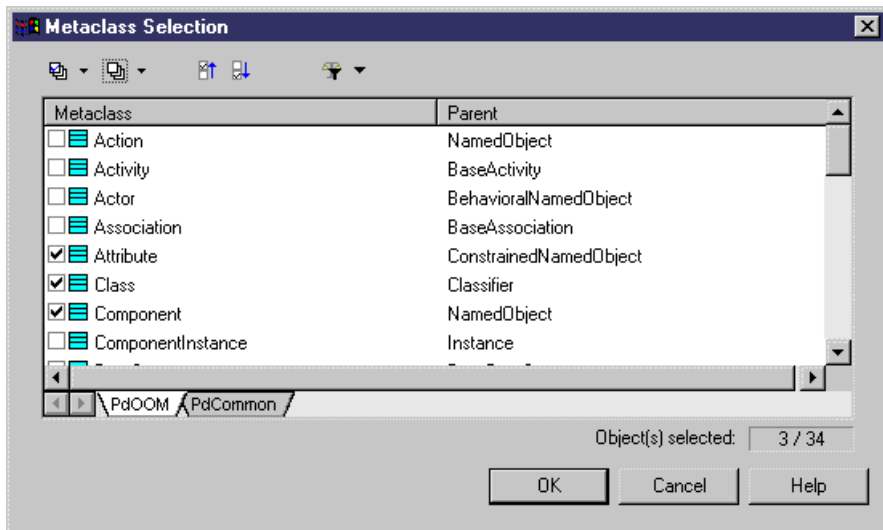 Metaclass Selection
Metaclass Parent
Action NamedObject
Activity BaseActivity
Actor BehavioralNamedObject
Association BaseAssociation
Attribute ConstrainedNamedObject
Class Classifier
Component NamedObject
ComponentInstance Instance
PdOOM PdCommon
Object(s) selected: 3 / 34
OK Cancel Help